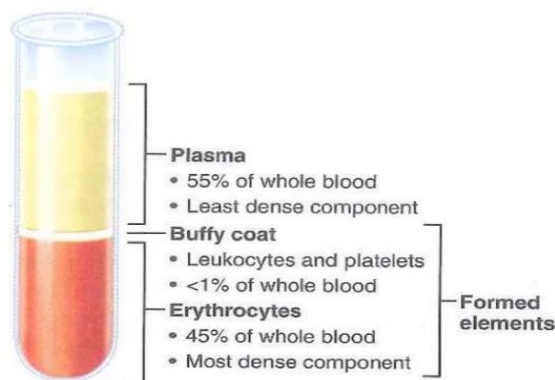 Plasma
• 55% of whole blood
• Least dense component
Buffy coat
• Leukocytes and platelets
• <1% of whole blood
Erythrocytes
• 45% of whole blood
• Most dense component
Formed
elements